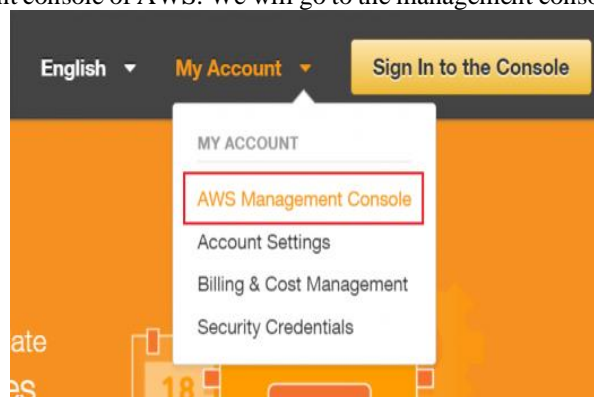 nt console of AWS. We will go to the management conso
English My Account Sign In to the Console
MY ACCOUNT
AWS Management Console
Account Settings
Billing & Cost Management
Security Credentials
ate
es
18